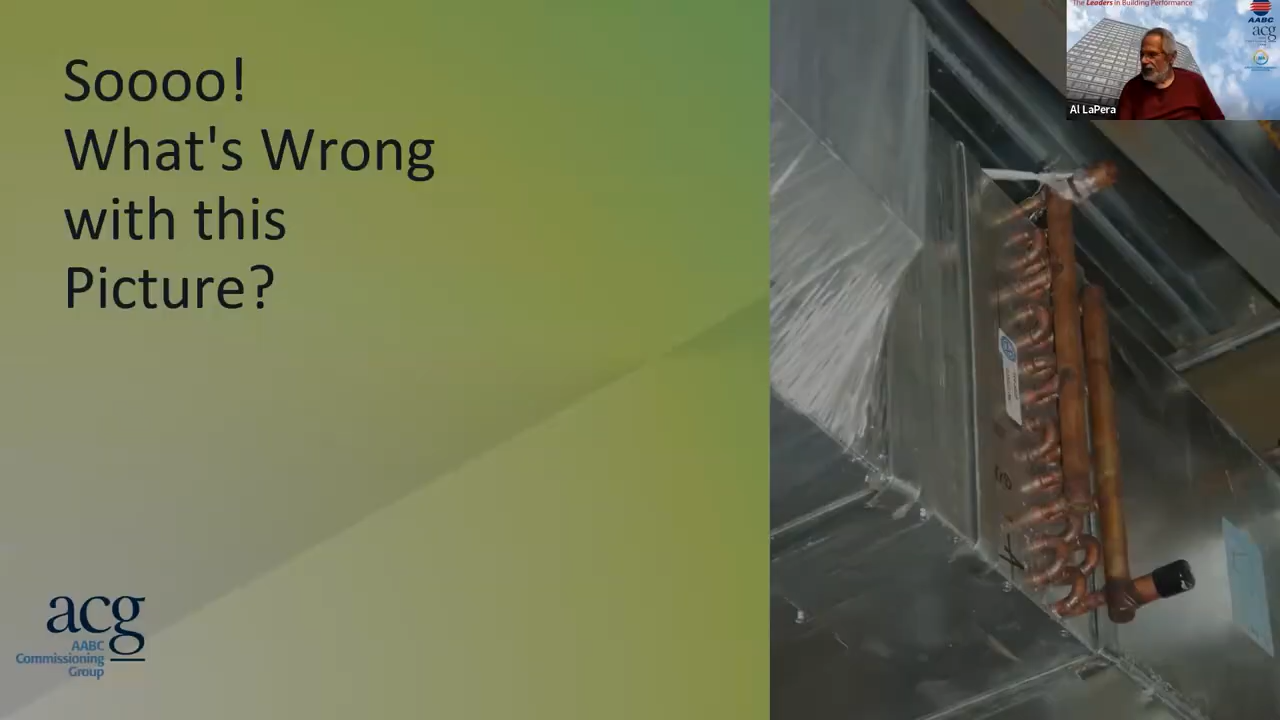 Soooo!
What's Wrong
with this
Picture?
acg
AABC
Commissioning
Group
The Leaders in Building Performance
AABC
acg
Al LaPera